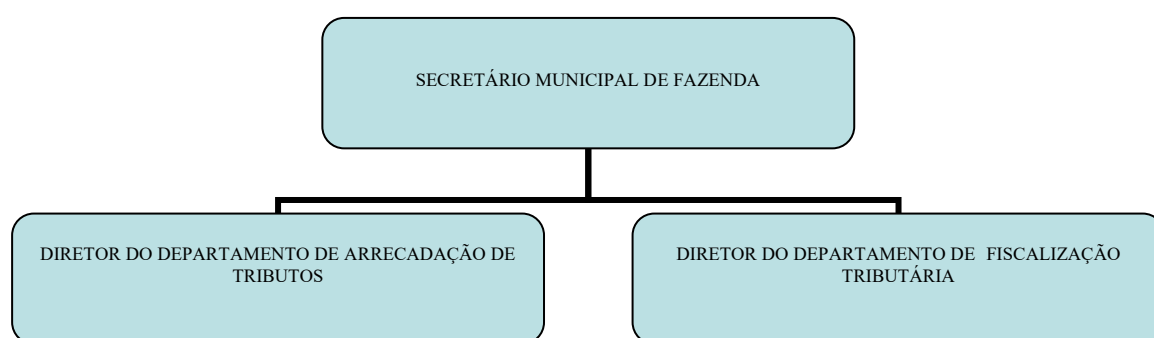 SECRETÁRIO MUNICIPAL DE FAZENDA
DIRETOR DO DEPARTAMENTO DE ARRECADAÇÃO DE
TRIBUTOS
DIRETOR DO DEPARTAMENTO DE FISCALIZAÇÃO
TRIBUTÁRIA